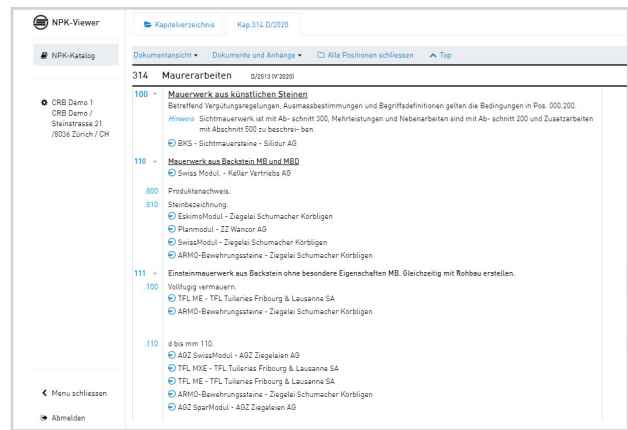 NPK-Viewer
Kapitelverzeichnis
Kap.314 D/2020
NPK-Katalog
Dokumentansicht
Dokumente und Anhänge
Alle Positionen schliessen
Top
314 Maurerarbeiten D/2013 (V'2020)
CRB Demo 1
CRB Demo /
Steinstrasse 21
/8036 Zürich / CH
100 Mauerwerk aus künstlichen Steinen
Betreffend Vergütungsregelungen, Ausmassbestimmungen und Begriffsdefinitionen gelten die Bedingungen in Pos. 000.200.
Hinweis Sichtmauerwerk ist mit Ab- schnitt 300, Mehrleistungen und Nebenarbeiten sind mit Ab- schnitt 200 und Zusatzarbeiten
mit Abschnitt 500 zu beschrei- ben.
BKS - Sichtmauersteine - Silidur AG
110 Mauerwerk aus Backstein MB und MBD
Swiss Modul. - Keller Vertriebs AG
.800 Produktenachweis.
.810 Steinbezeichnung.
EskimoModul - Ziegelei Schumacher Körbligen
Planmodul - ZZ Wancor AG
SwissModul - Ziegelei Schumacher Körbligen
ARMO-Bewehrungssteine - Ziegelei Schumacher Körbligen
111 Einsteinmauerwerk aus Backstein ohne besondere Eigenschaften MB. Gleichzeitig mit Rohbau erstellen.
.100 Vollfugig vermauern.
TFL ME - TFL Tuileries Fribourg & Lausanne SA
ARMO-Bewehrungssteine - Ziegelei Schumacher Körbligen
.110 d bis mm 110.
AGZ SwissModul - AGZ Ziegeleien AG
TFL MXE - TFL Tuileries Fribourg & Lausanne SA
TFL ME - TFL Tuileries Fribourg & Lausanne SA
ARMO-Bewehrungssteine - Ziegelei Schumacher Körbligen
AGZ SparModul - AGZ Ziegeleien AG
Menu schliessen
Abmelden